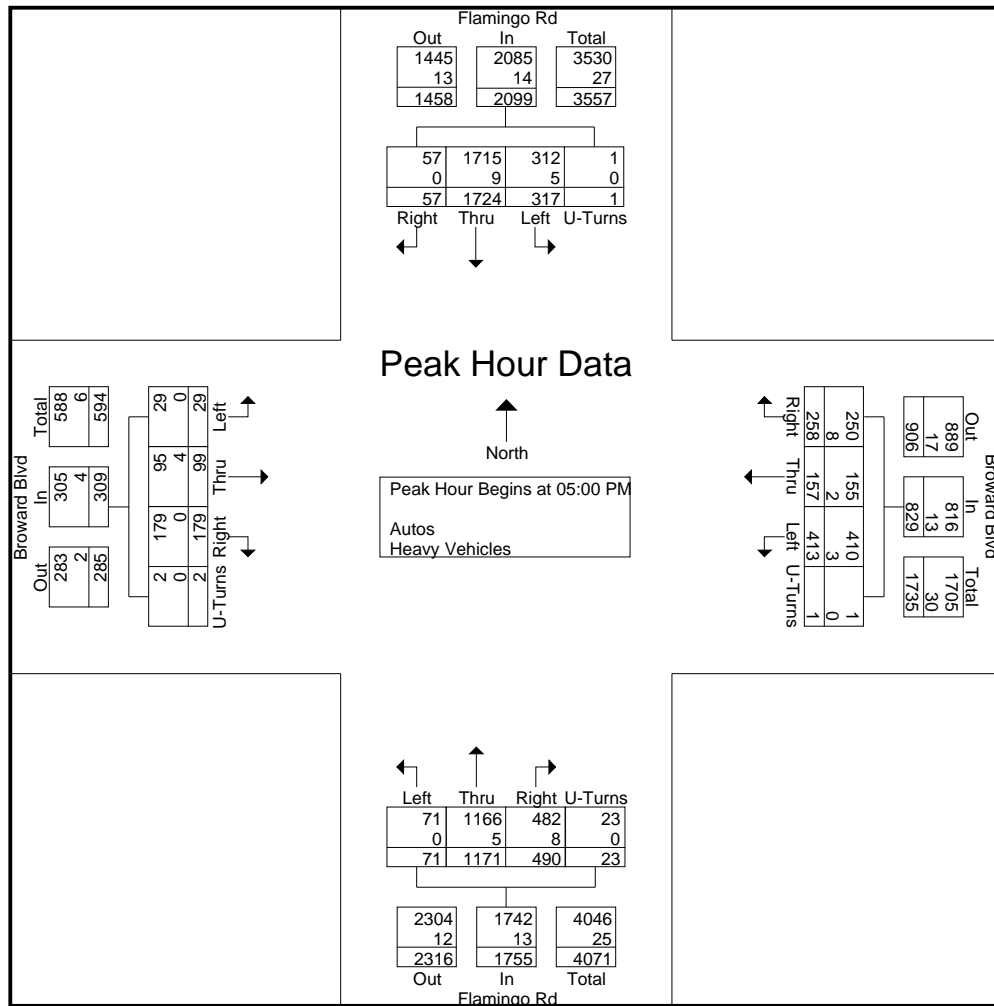 Flamingo Rd
Out In Total
1445 2085 3530
13 14 27
1458 2099 3557
57 1715 312 1
0 9 5 0
57 1724 317 1
Right Thru Left U-Turns
Peak Hour Data
North
Peak Hour Begins at 05:00 PM
Autos
Heavy Vehicles
Broward Blvd
Out In Total
283 305 588
2 4 6
285 309 594
U-Turns Right Thru Left
2 179 95 29
0 0 4 0
2 179 99 29
U-Turns Right Thru Left
Broward Blvd
Out In Total
889 816 1705
17 13 30
906 829 1735
250 155 410 1
8 2 3 0
258 157 413 1
Right Thru Left U-Turns
Left Thru Right U-Turns
71 1166 482 23
0 5 8 0
71 1171 490 23
2304 1742 4046
12 13 25
2316 1755 4071
Out In Total
Flamingo Rd